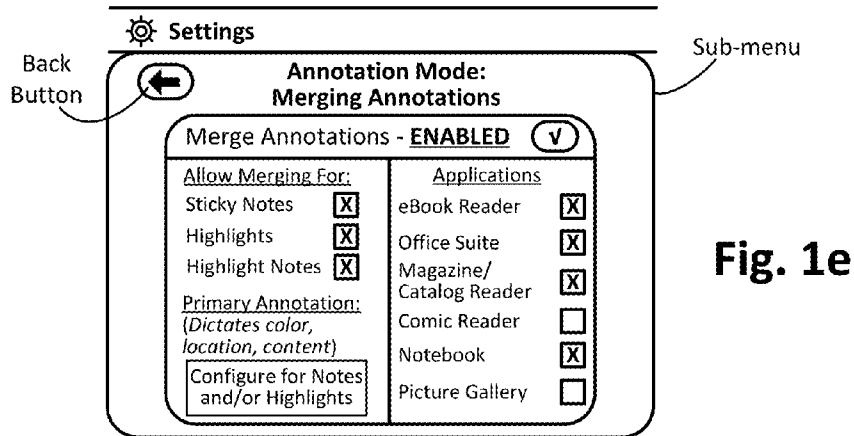 Settings
Back
Button
Sub-menu
Annotation Mode:
Merging Annotations
Merge Annotations - ENABLED √
Allow Merging For:
Sticky Notes X
Highlights X
Highlight Notes X
Primary Annotation:
(Dictates color,
location, content)
Configure for Notes
and/or Highlights
Applications
eBook Reader X
Office Suite X
Magazine/
Catalog Reader X
Comic Reader
Notebook X
Picture Gallery
Fig. 1e